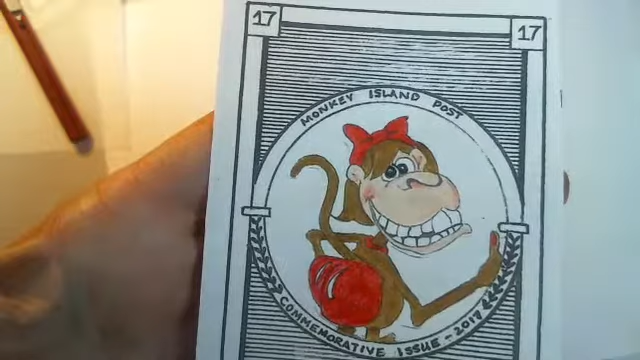 17
17
MONKEY ISLAND POST
COMMEMORATIVE ISSUE - 2017